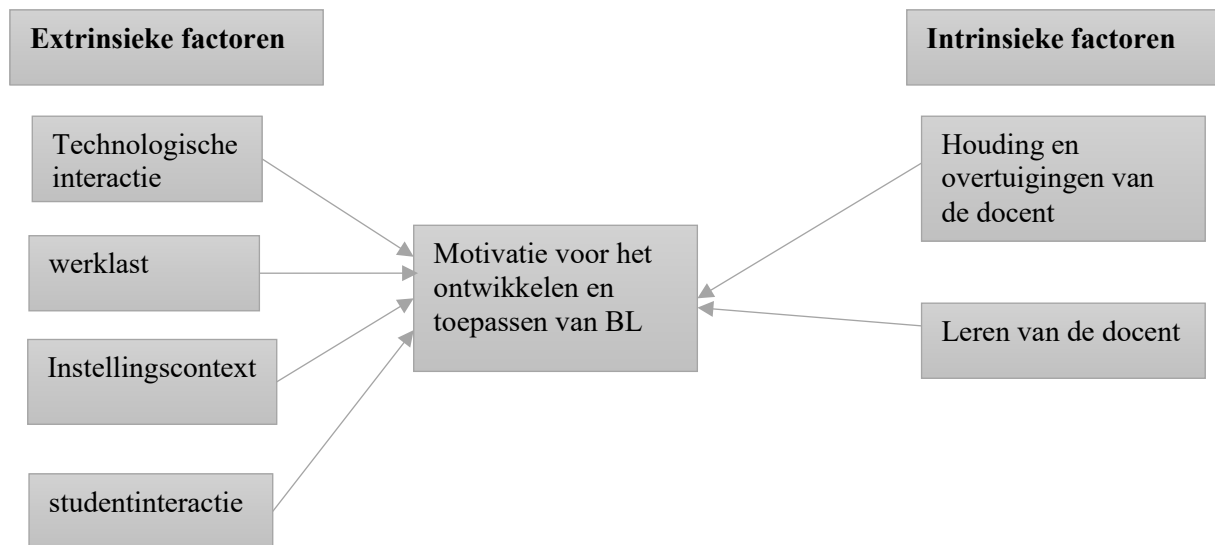 Extrinsieke factoren
Technologische
interactie
werklast
Instellingscontext
studentinteractie
Motivatie voor het
ontwikkelen en
toepassen van BL
Intrinsieke factoren
Houding en
overtuigingen van
de docent
Leren van de docent